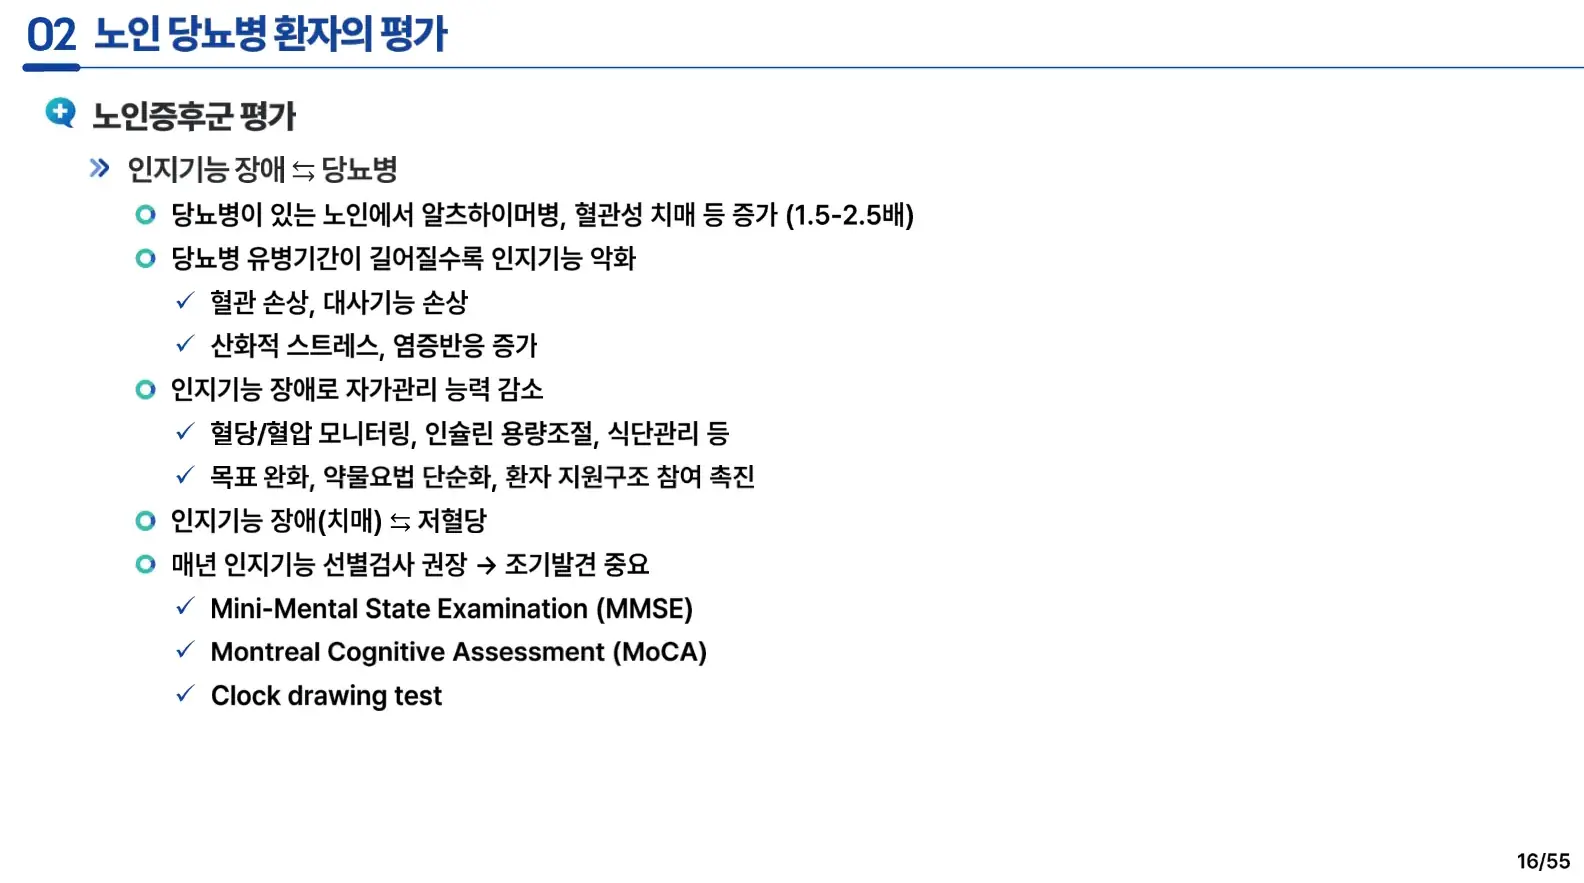 02 노인 당뇨병 환자의 평가
노인증후군 평가
» 인지기능 장애 ⇆ 당뇨병
당뇨병이 있는 노인에서 알츠하이머병, 혈관성 치매 등 증가 (1.5-2.5배)
당뇨병 유병기간이 길어질수록 인지기능 악화
✓ 혈관 손상, 대사기능 손상
✓ 산화적 스트레스, 염증반응 증가
인지기능 장애로 자가관리 능력 감소
✓ 혈당/혈압 모니터링, 인슐린 용량조절, 식단관리 등
✓ 목표 완화, 약물요법 단순화, 환자 지원구조 참여 촉진
인지기능 장애(치매) ⇆ 저혈당
매년 인지기능 선별검사 권장 → 조기발견 중요
✓ Mini-Mental State Examination (MMSE)
✓ Montreal Cognitive Assessment (MoCA)
✓ Clock drawing test
16/55